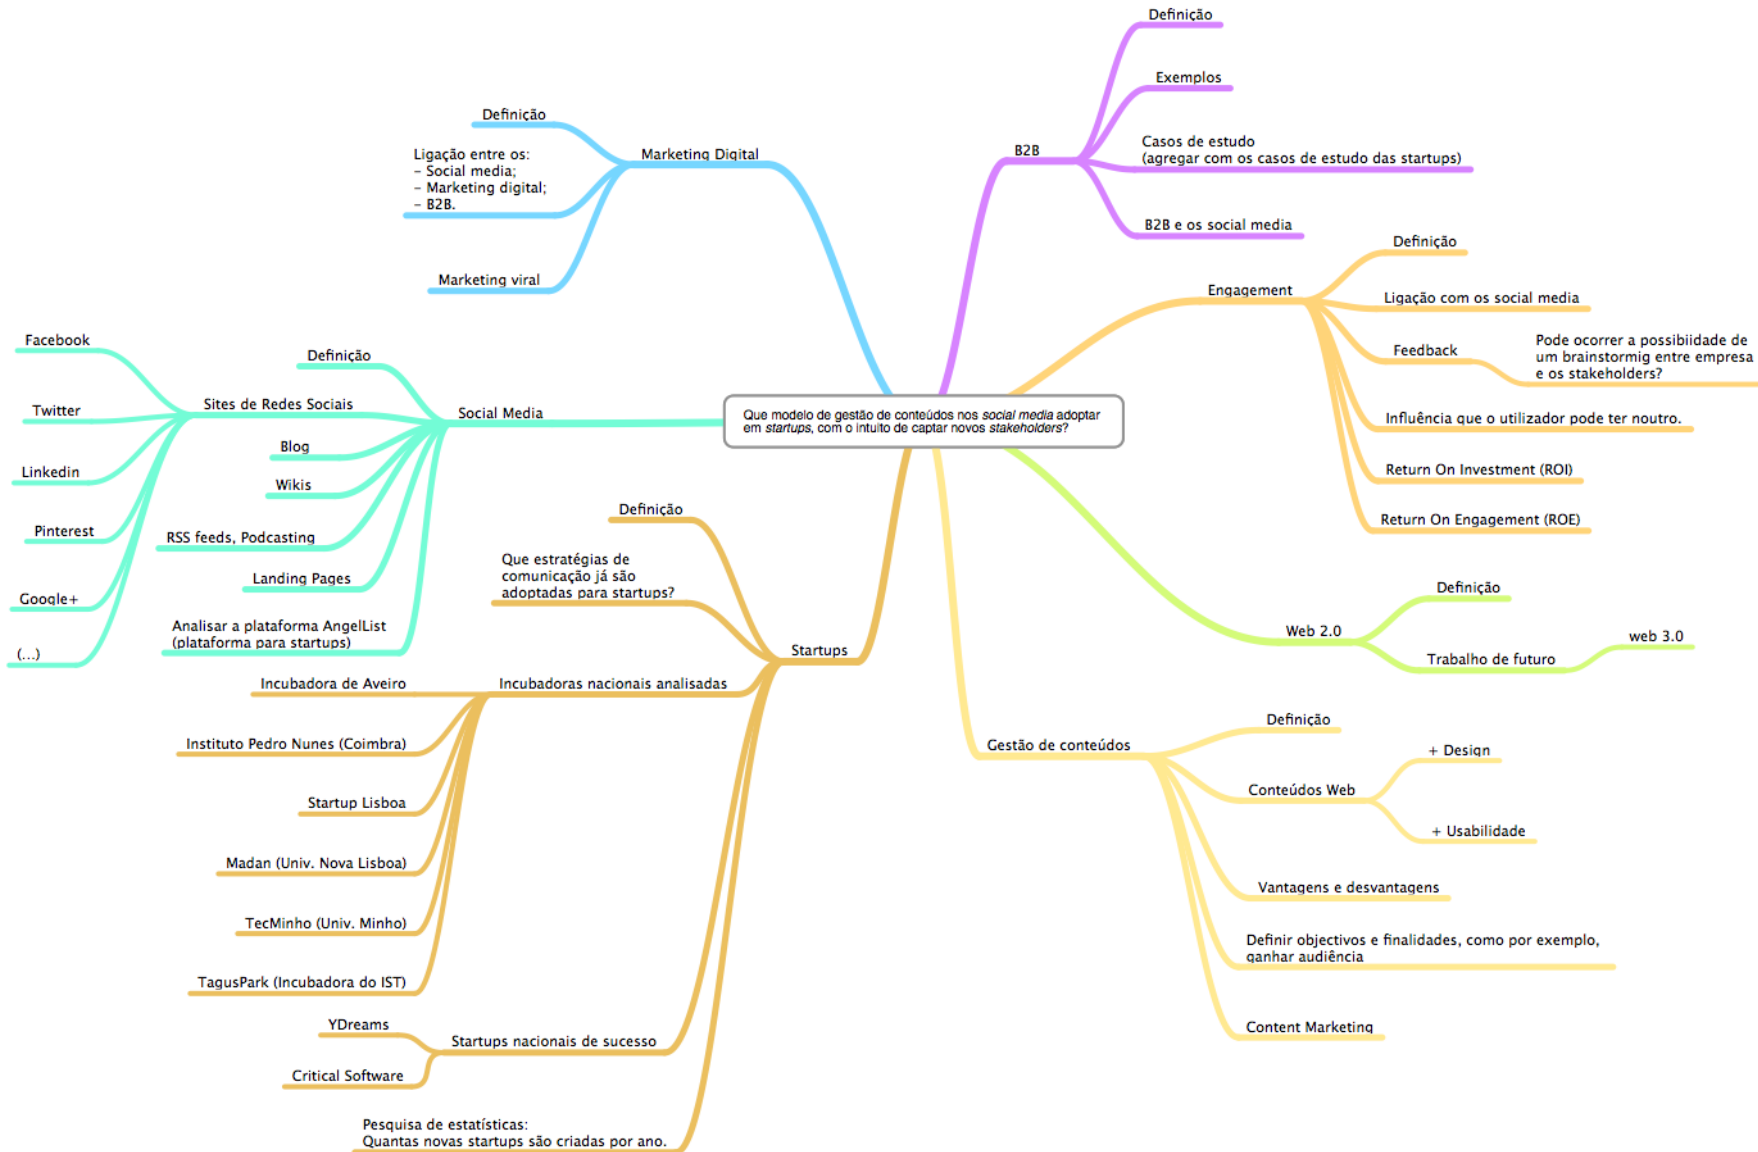 Que modelo de gestão de conteúdos nos social media adoptar
em startups, com o intuito de captar novos stakeholders?
Marketing Digital
Definição
Ligação entre os:
– Social media;
– Marketing digital;
– B2B.
Marketing viral
Social Media
Definição
Sites de Redes Sociais
Facebook
Twitter
Linkedin
Pinterest
Google+
(...)
Blog
Wikis
RSS feeds, Podcasting
Landing Pages
Analisar a plataforma AngelList
(plataforma para startups)
Startups
Definição
Que estratégias de
comunicação já são
adoptadas para startups?
Incubadoras nacionais analisadas
Incubadora de Aveiro
Instituto Pedro Nunes (Coimbra)
Startup Lisboa
Madan (Univ. Nova Lisboa)
TecMinho (Univ. Minho)
TagusPark (Incubadora do IST)
Startups nacionais de sucesso
YDreams
Critical Software
Pesquisa de estatísticas:
Quantas novas startups são criadas por ano.
B2B
Definição
Exemplos
Casos de estudo
(agregar com os casos de estudo das startups)
B2B e os social media
Engagement
Definição
Ligação com os social media
Feedback
Pode ocorrer a possibiidade de
um brainstormig entre empresa
e os stakeholders?
Influência que o utilizador pode ter noutro.
Return On Investment (ROI)
Return On Engagement (ROE)
Web 2.0
Definição
Trabalho de futuro
web 3.0
Gestão de conteúdos
Definição
Conteúdos Web
+ Design
+ Usabilidade
Vantagens e desvantagens
Definir objectivos e finalidades, como por exemplo,
ganhar audiência
Content Marketing